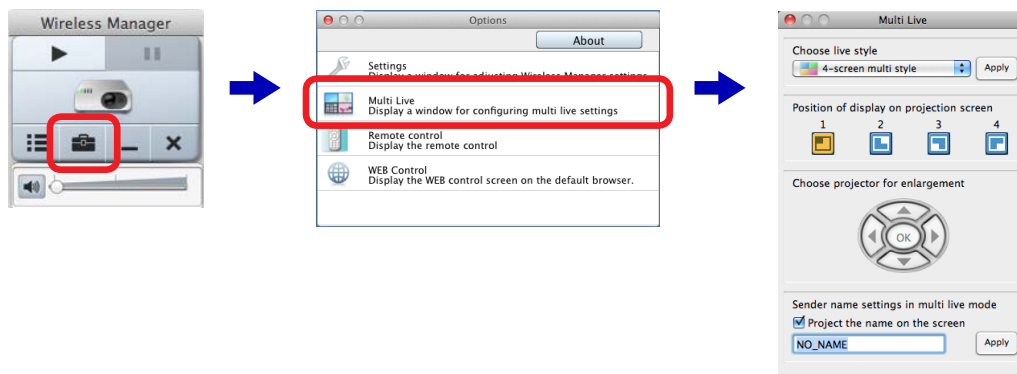 Wireless Manager
Options
About
Settings
Display a window for adjusting Wireless Manager settings
Multi Live
Display a window for configuring multi live settings
Remote control
Display the remote control
WEB Control
Display the WEB control screen on the default browser.
Multi Live
Choose live style
4-screen multi style Apply
Position of display on projection screen
1 2 3 4
Choose projector for enlargement
OK
Sender name settings in multi live mode
Project the name on the screen
NO_NAME Apply